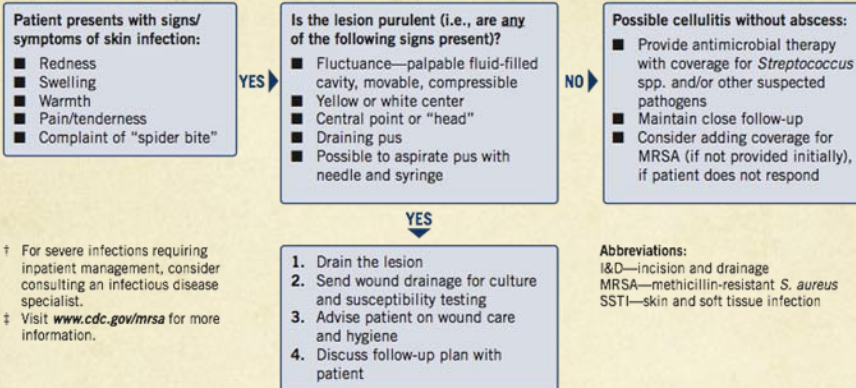 Patient presents with signs/
symptoms of skin infection:
■ Redness
■ Swelling
■ Warmth
■ Pain/tenderness
■ Complaint of “spider bite”
YES
Is the lesion purulent (i.e., are any
of the following signs present)?
■ Fluctuance—palpable fluid-filled
cavity, movable, compressible
■ Yellow or white center
■ Central point or “head”
■ Draining pus
■ Possible to aspirate pus with
needle and syringe
NO
Possible cellulitis without abscess:
■ Provide antimicrobial therapy
with coverage for Streptococcus
spp. and/or other suspected
pathogens
■ Maintain close follow-up
■ Consider adding coverage for
MRSA (if not provided initially),
if patient does not respond
YES
† For severe infections requiring
inpatient management, consider
consulting an infectious disease
specialist.
‡ Visit www.cdc.gov/mrsa for more
information.
1. Drain the lesion
2. Send wound drainage for culture
and susceptibility testing
3. Advise patient on wound care
and hygiene
4. Discuss follow-up plan with
patient
Abbreviations:
I&D—incision and drainage
MRSA—methicillin-resistant S. aureus
SSTI—skin and soft tissue infection